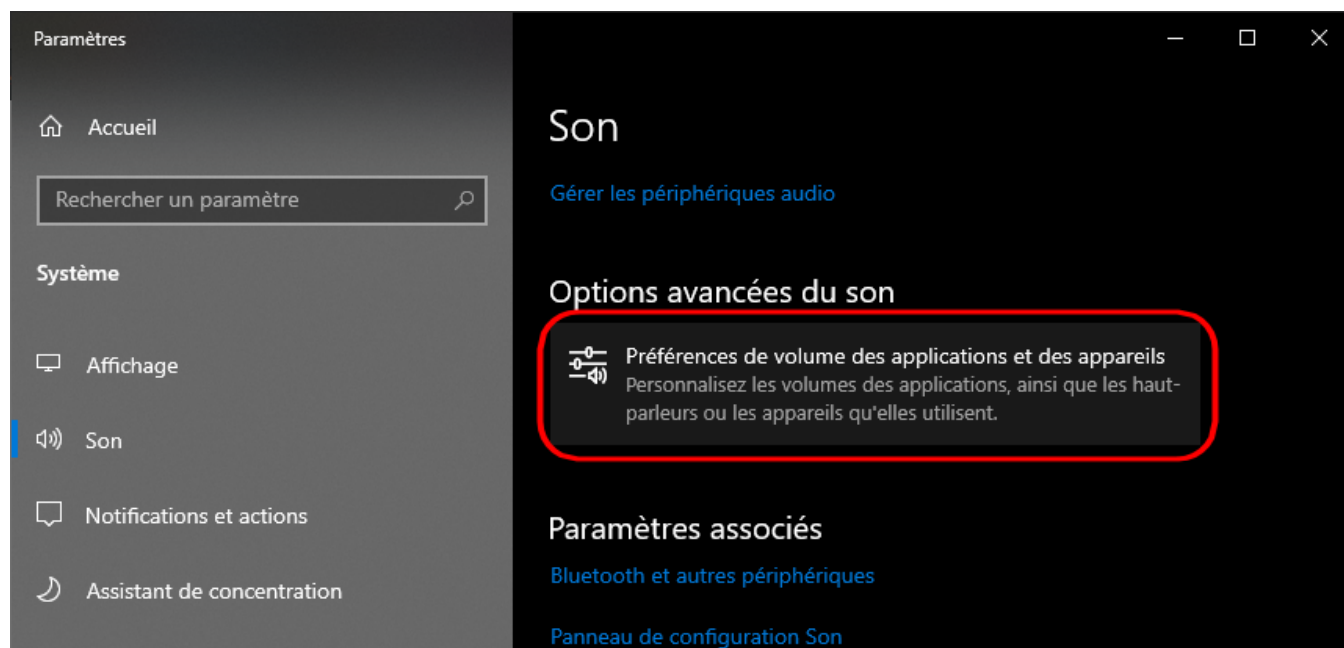 Paramètres
Accueil
Rechercher un paramètre
Système
Affichage
Son
Notifications et actions
Assistant de concentration
Son
Gérer les périphériques audio
Options avancées du son
Préférences de volume des applications et des appareils
Personnalisez les volumes des applications, ainsi que les haut-
parleurs ou les appareils qu'elles utilisent.
Paramètres associés
Bluetooth et autres périphériques
Panneau de configuration Son